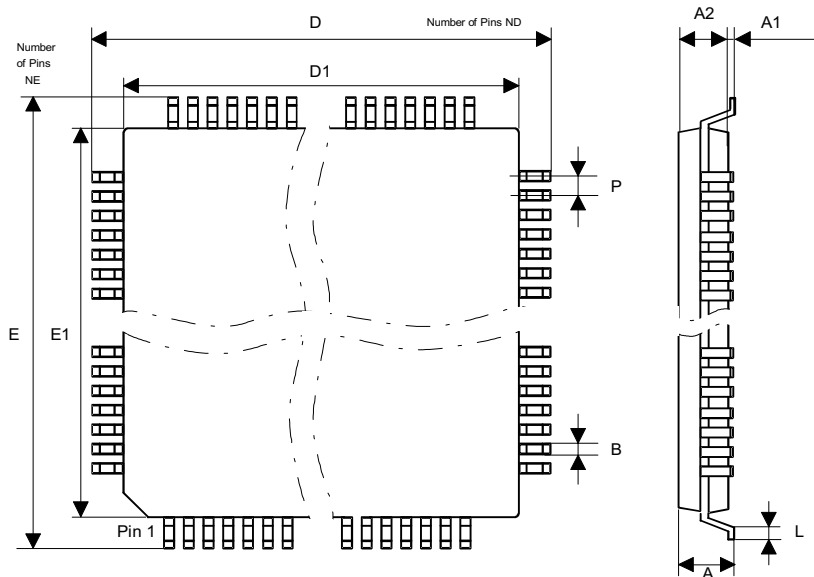 D
Number of Pins ND
A2
A1
Number
of Pins
NE
D1
P
E
E1
B
Pin 1
L
A